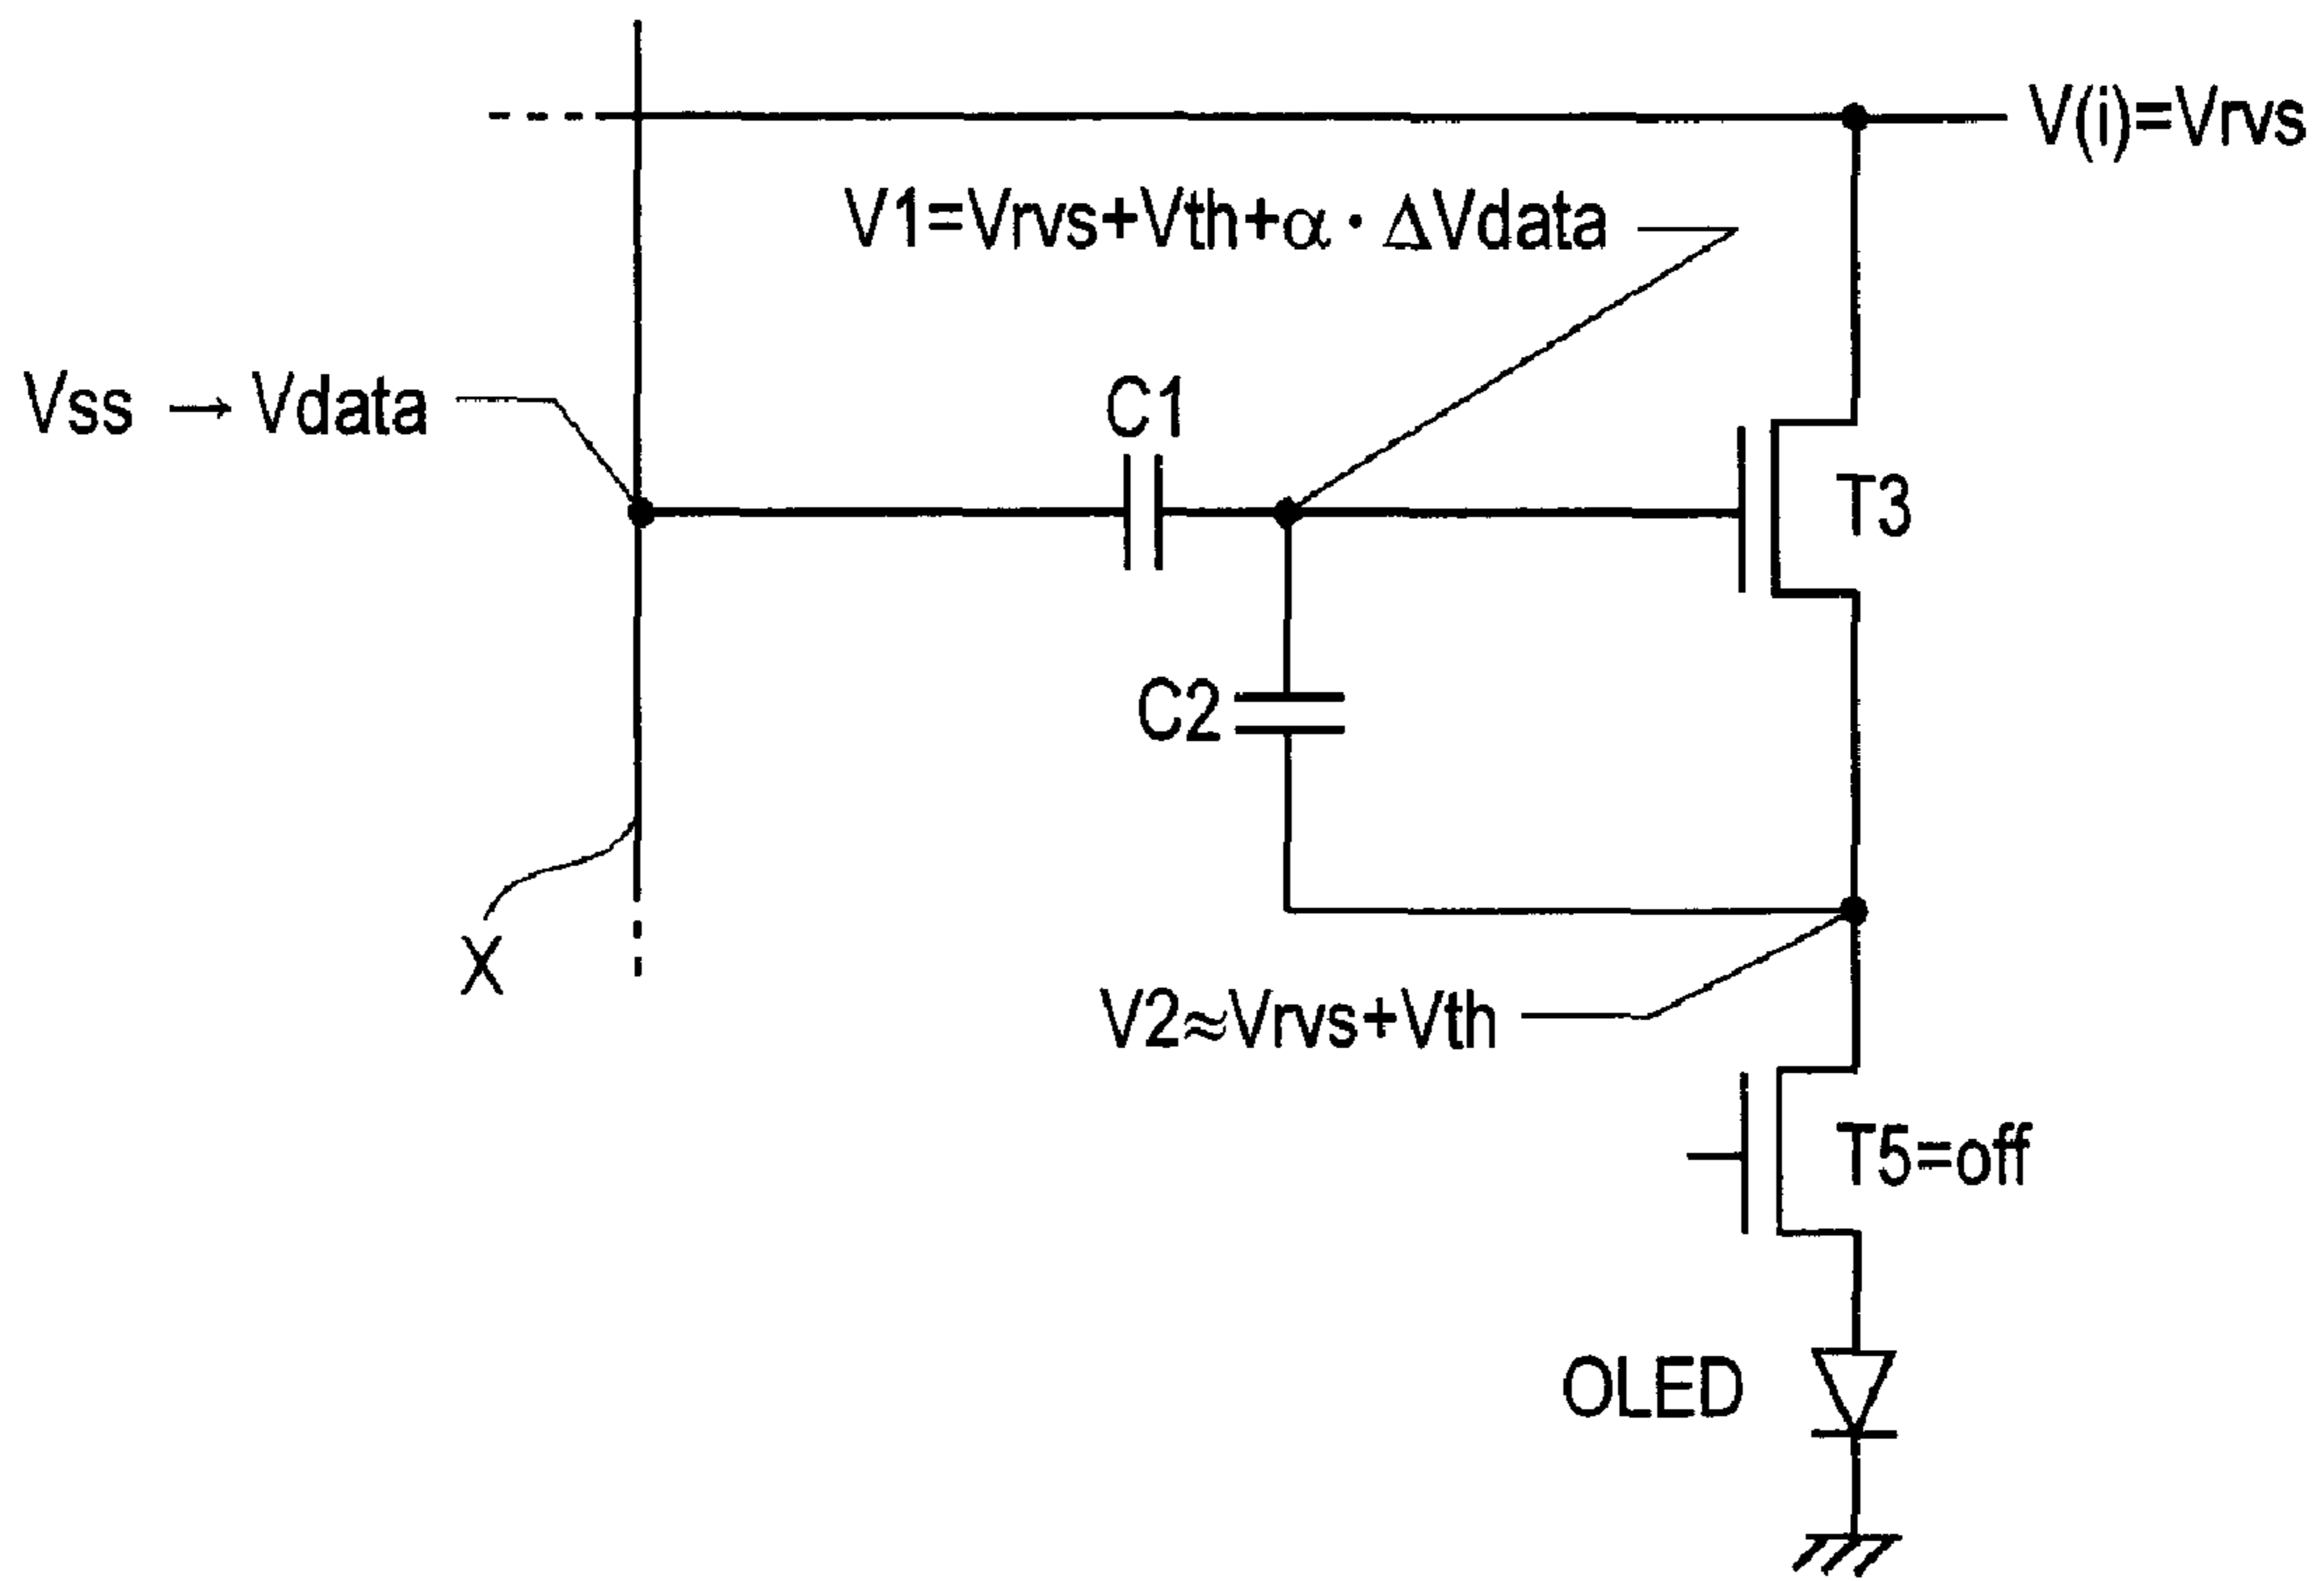 V(i)=Vrvs
V1=Vrvs+Vth+α・ΔVdata
Vss → Vdata
C1
T3
C2
X
V2≈Vrvs+Vth
T5=off
OLED